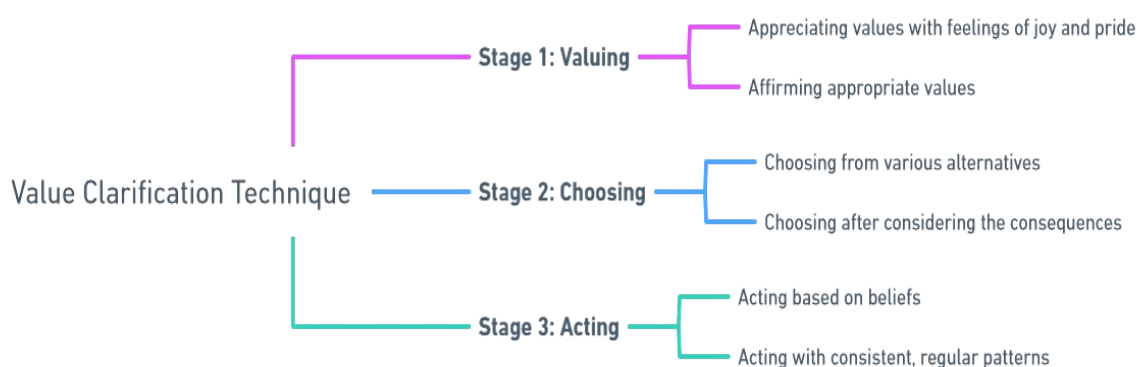 Value Clarification Technique
Stage 1: Valuing
Appreciating values with feelings of joy and pride
Affirming appropriate values
Stage 2: Choosing
Choosing from various alternatives
Choosing after considering the consequences
Stage 3: Acting
Acting based on beliefs
Acting with consistent, regular patterns